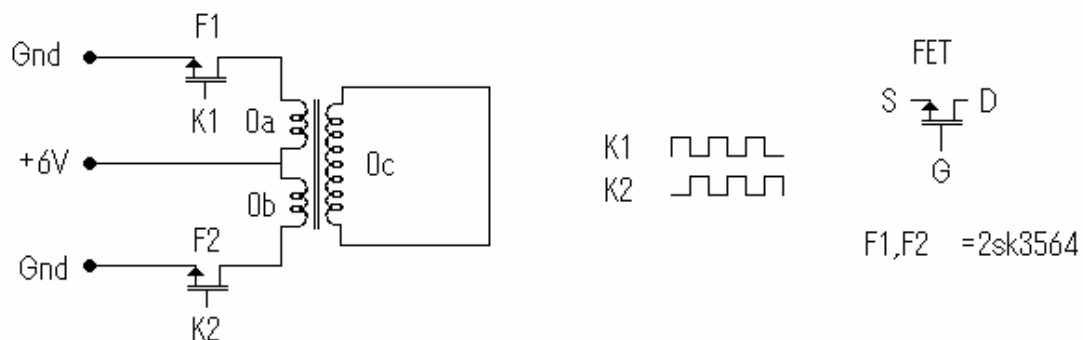 F1
Gnd
K1
0a
+6V
0c
0b
F2
Gnd
K2
K1
K2
FET
S D
G
F1,F2 =2sk3564